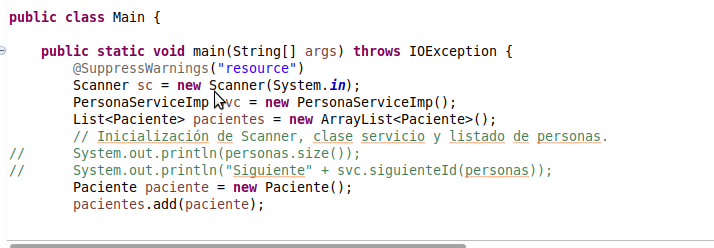 public class Main {
public static void main(String[] args) throws IOException {
@SuppressWarnings("resource")
Scanner sc = new Scanner(System.in);
PersonaServiceImp vc = new PersonaServiceImp();
List<Paciente> pacientes = new ArrayList<Paciente>();
// Inicialización de Scanner, clase servicio y listado de personas.
// System.out.println(personas.size());
// System.out.println("Siguiente" + svc.siguienteId(personas));
Paciente paciente = new Paciente();
pacientes.add(paciente);